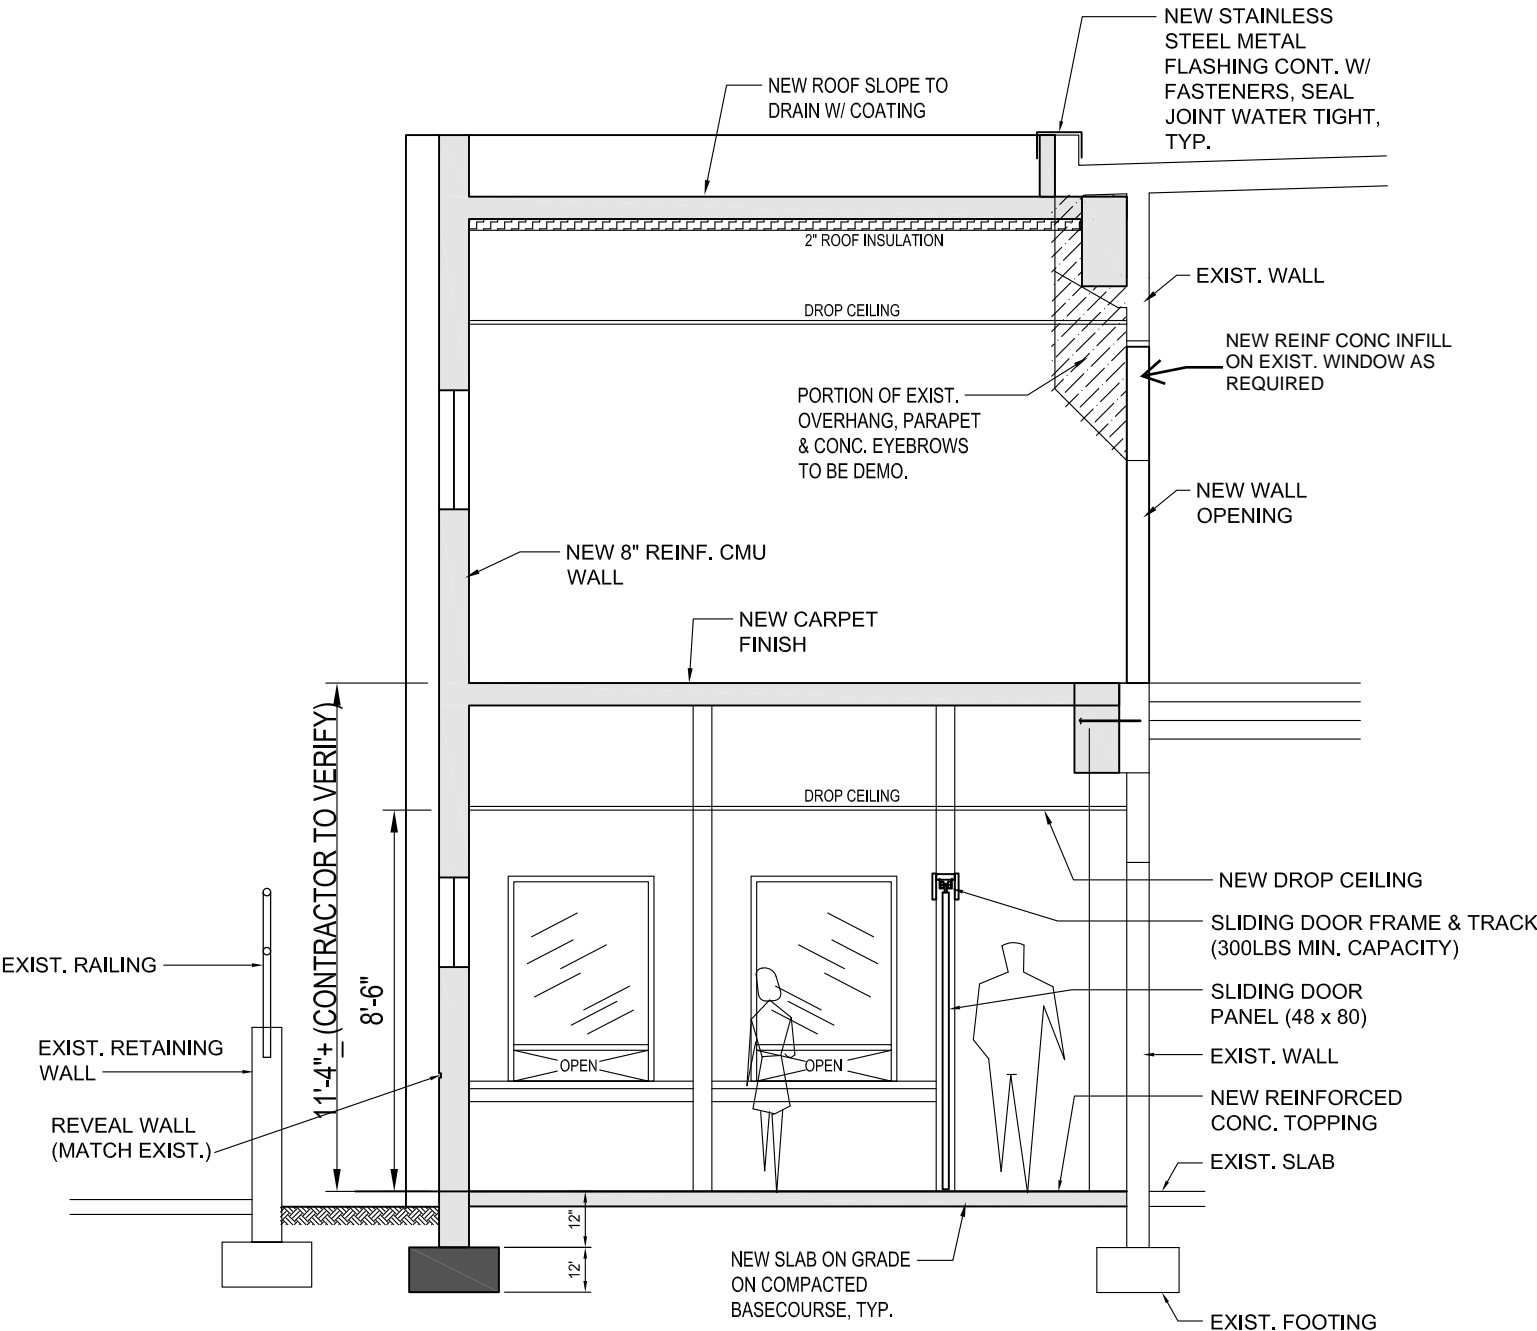 NEW STAINLESS
STEEL METAL
FLASHING CONT. W/
FASTENERS, SEAL
JOINT WATER TIGHT,
TYP.
NEW ROOF SLOPE TO
DRAIN W/ COATING
2" ROOF INSULATION
EXIST. WALL
DROP CEILING
NEW REINF CONC INFILL
ON EXIST. WINDOW AS
REQUIRED
PORTION OF EXIST.
OVERHANG, PARAPET
& CONC. EYEBROWS
TO BE DEMO.
NEW WALL
OPENING
NEW 8" REINF. CMU
WALL
NEW CARPET
FINISH
11'-4"± (CONTRACTOR TO VERIFY)
8'-6"
DROP CEILING
NEW DROP CEILING
SLIDING DOOR FRAME & TRACK
(300LBS MIN. CAPACITY)
EXIST. RAILING
SLIDING DOOR
PANEL (48 x 80)
EXIST. RETAINING
WALL
EXIST. WALL
OPEN
OPEN
NEW REINFORCED
CONC. TOPPING
REVEAL WALL
(MATCH EXIST.)
EXIST. SLAB
12"
12'
NEW SLAB ON GRADE
ON COMPACTED
BASECOURSE, TYP.
EXIST. FOOTING